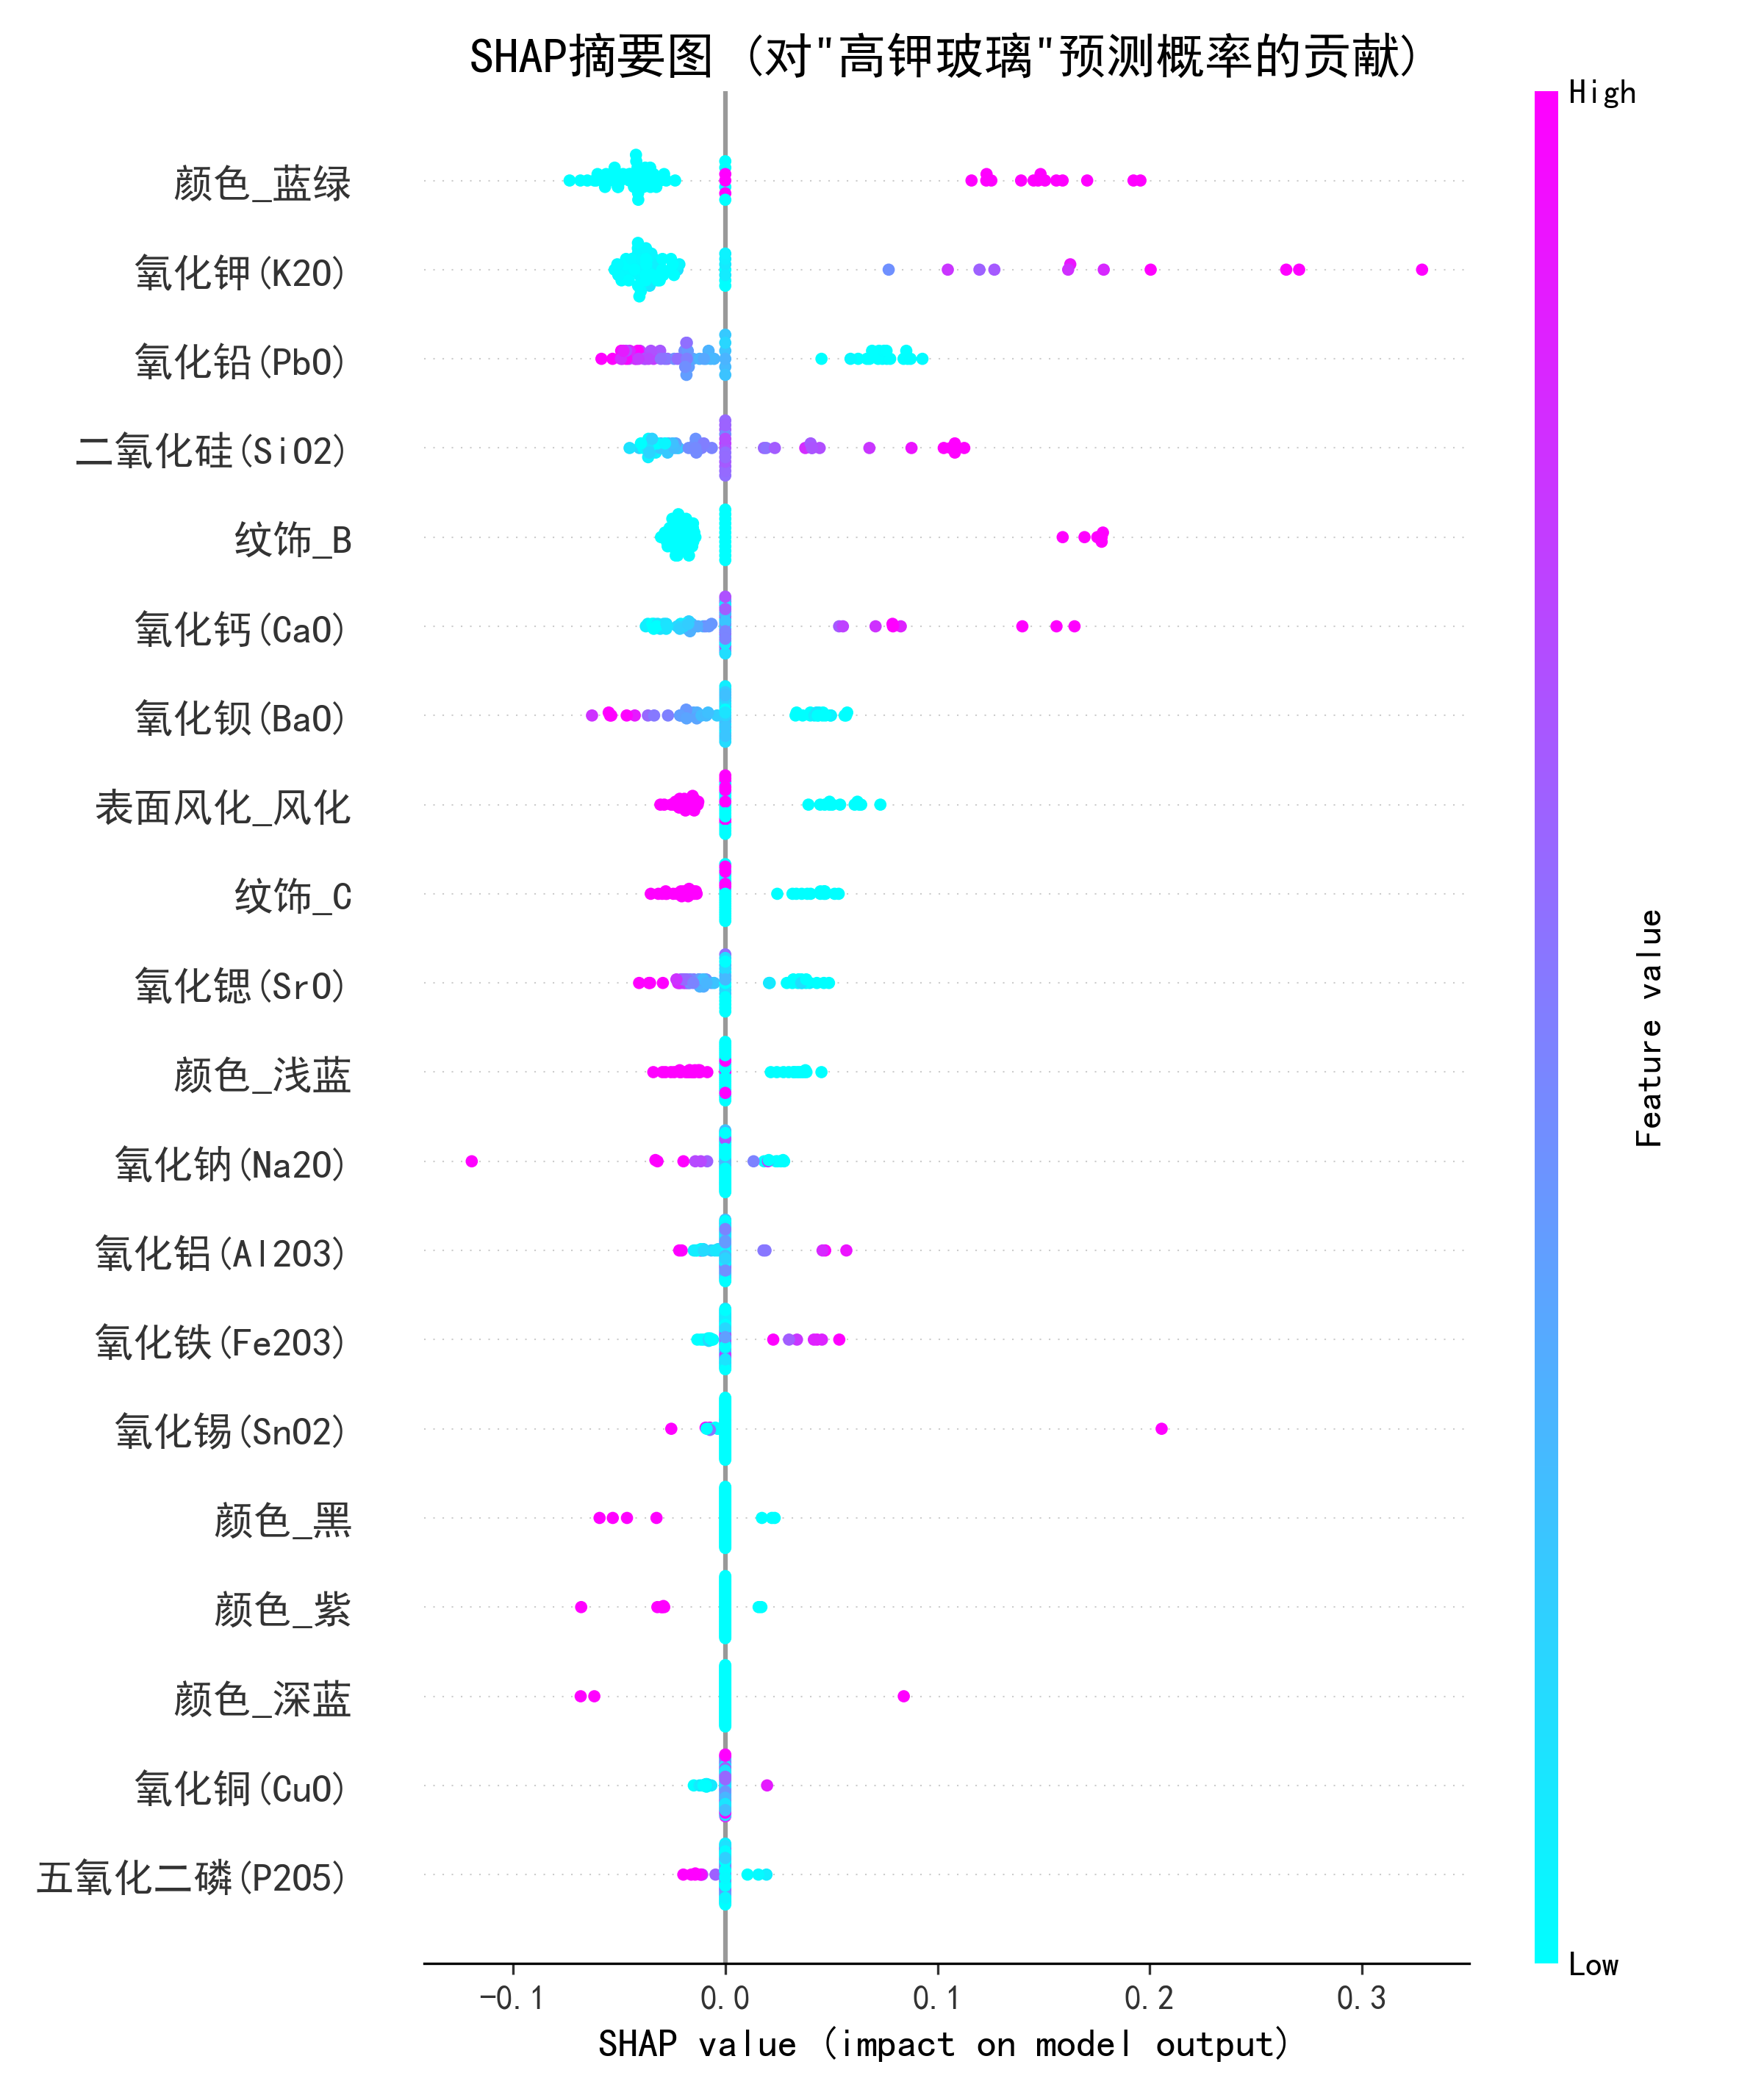 SHAP摘要图 (对"高钾玻璃"预测概率的贡献)
High
颜色_蓝绿
氧化钾(K2O)
氧化铅(PbO)
二氧化硅(SiO2)
纹饰_B
氧化钙(CaO)
氧化钡(BaO)
表面风化_风化
纹饰_C
氧化锶(SrO)
颜色_浅蓝
氧化钠(Na2O)
氧化铝(Al2O3)
氧化铁(Fe2O3)
氧化锡(SnO2)
颜色_黑
颜色_紫
颜色_深蓝
氧化铜(CuO)
五氧化二磷(P2O5)
Feature value
Low
−0.1 0.0 0.1 0.2 0.3
SHAP value (impact on model output)